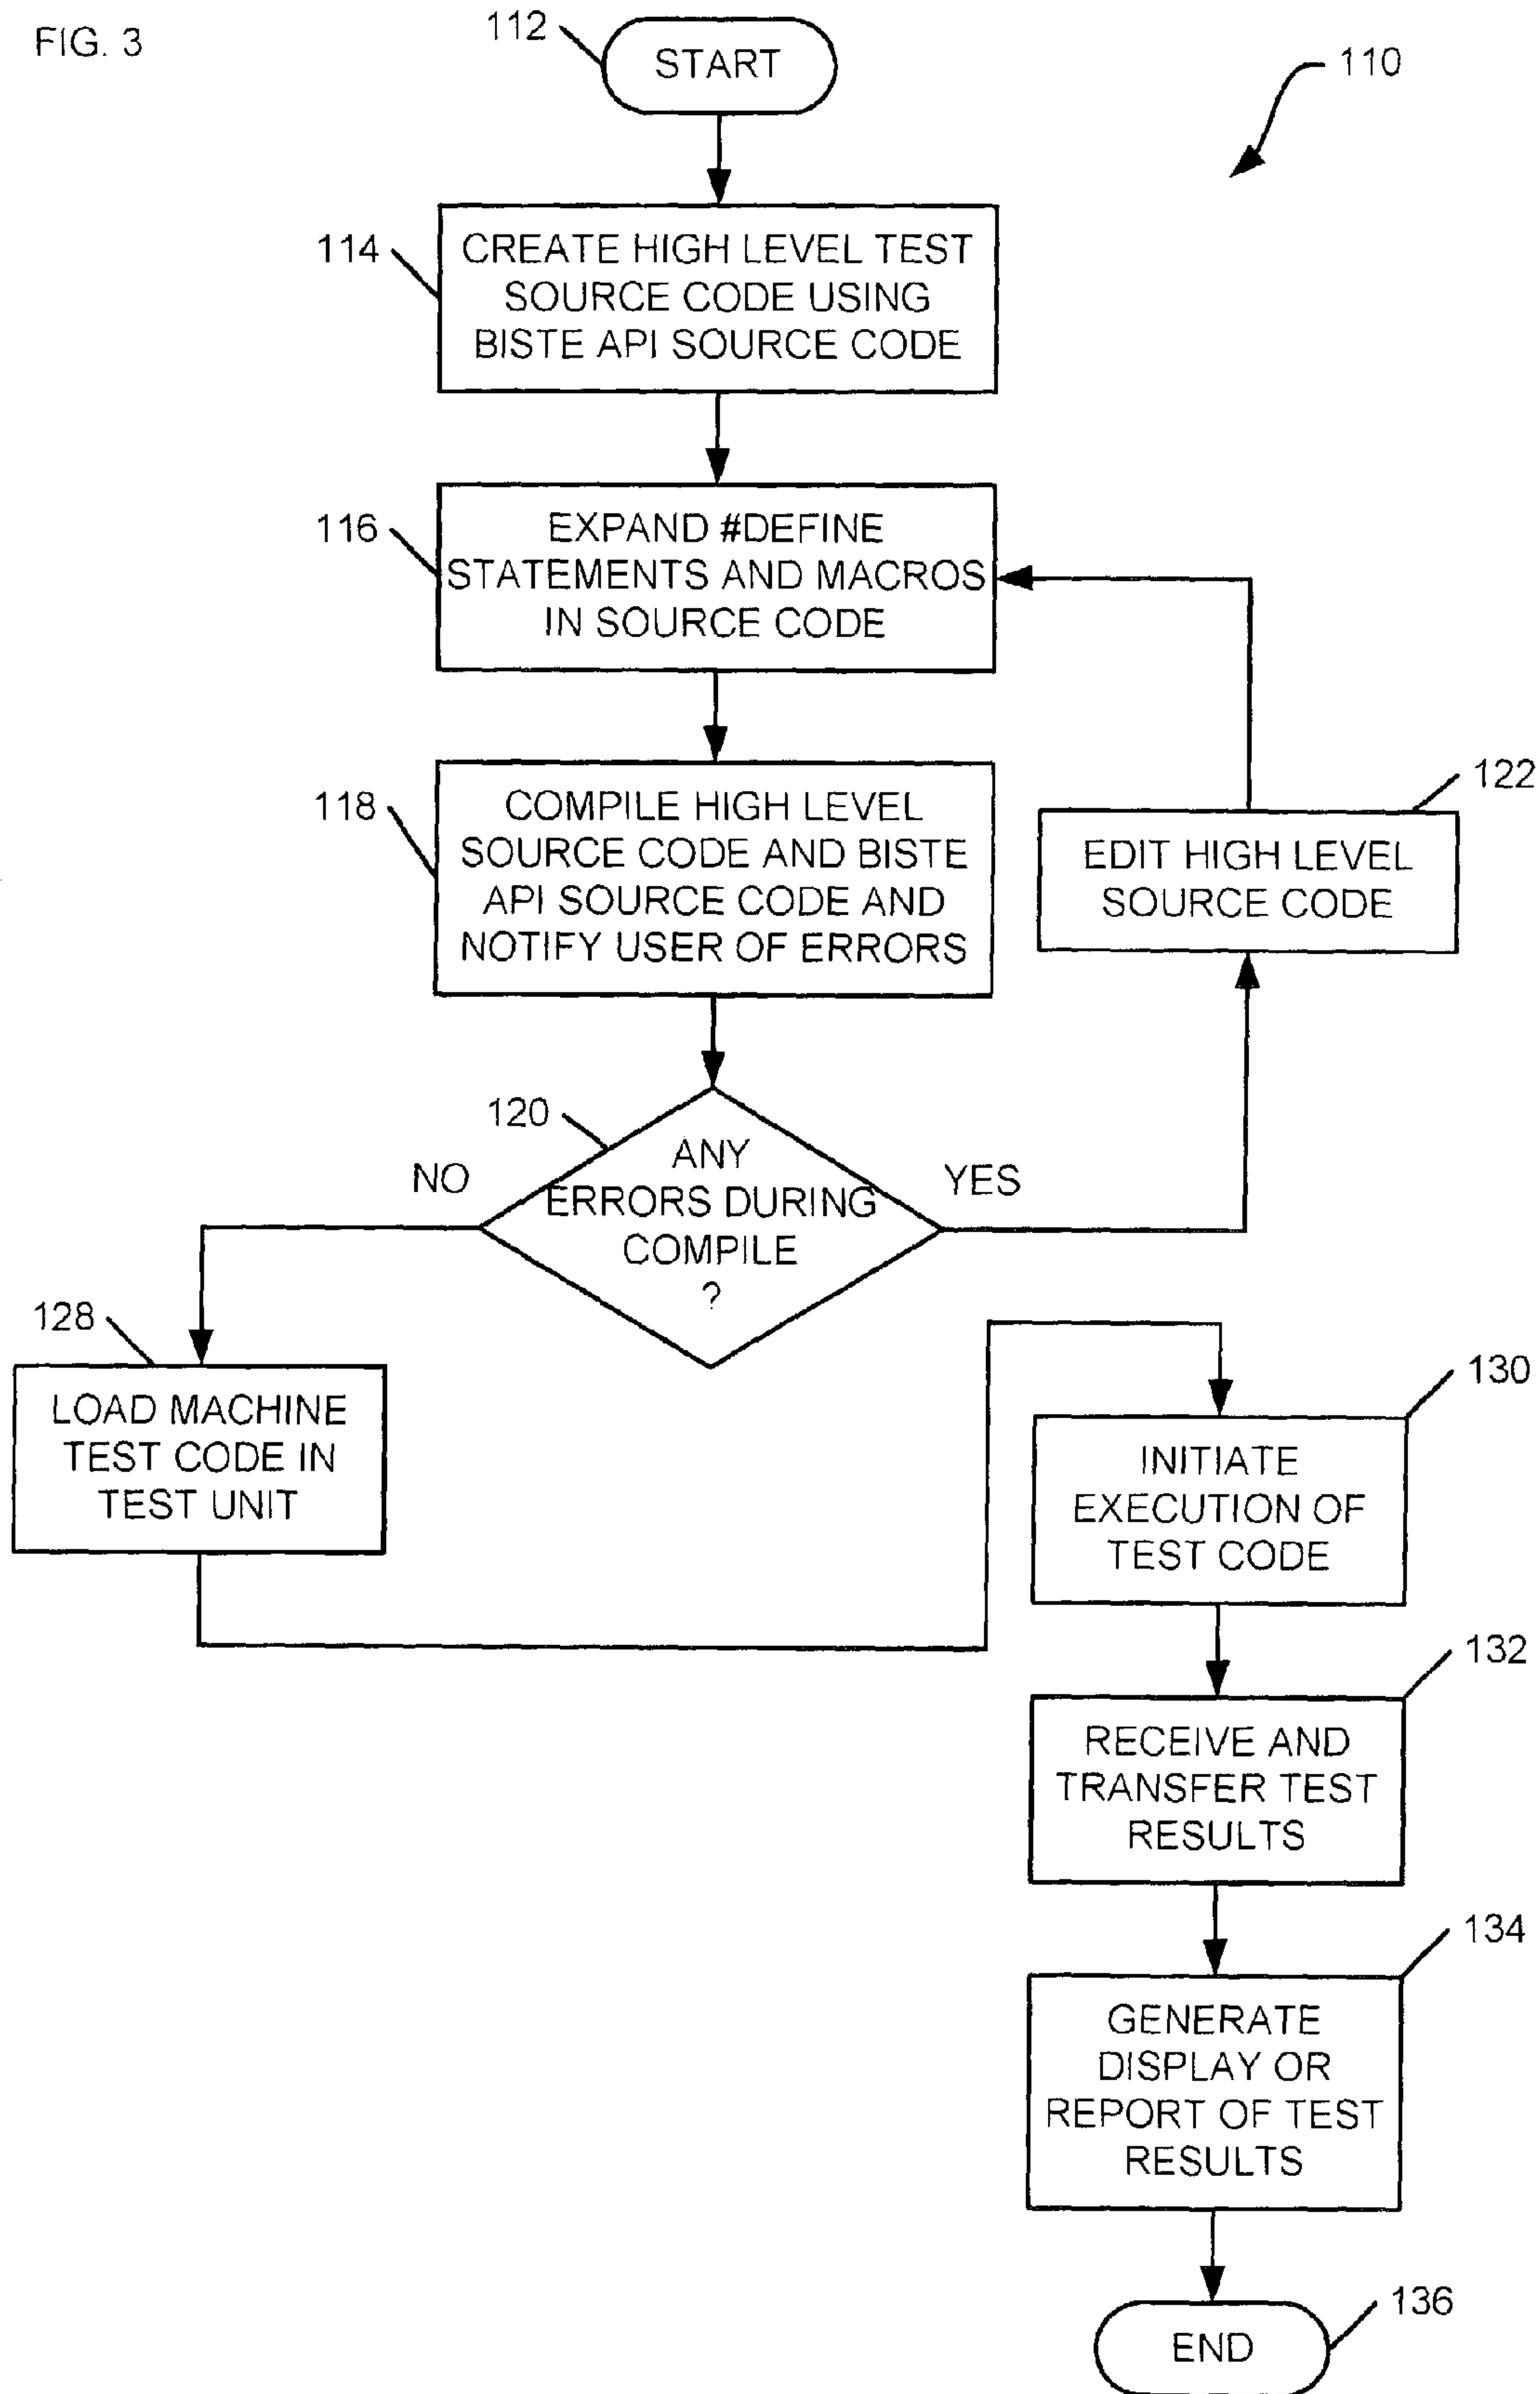 FIG. 3
112
START
110
114
CREATE HIGH LEVEL TEST
SOURCE CODE USING
BISTE API SOURCE CODE
116
EXPAND #DEFINE
STATEMENTS AND MACROS
IN SOURCE CODE
118
COMPILE HIGH LEVEL
SOURCE CODE AND BISTE
API SOURCE CODE AND
NOTIFY USER OF ERRORS
122
EDIT HIGH LEVEL
SOURCE CODE
120
ANY
ERRORS DURING
COMPILE
?
NO
YES
128
LOAD MACHINE
TEST CODE IN
TEST UNIT
130
INITIATE
EXECUTION OF
TEST CODE
132
RECEIVE AND
TRANSFER TEST
RESULTS
134
GENERATE
DISPLAY OR
REPORT OF TEST
RESULTS
136
END